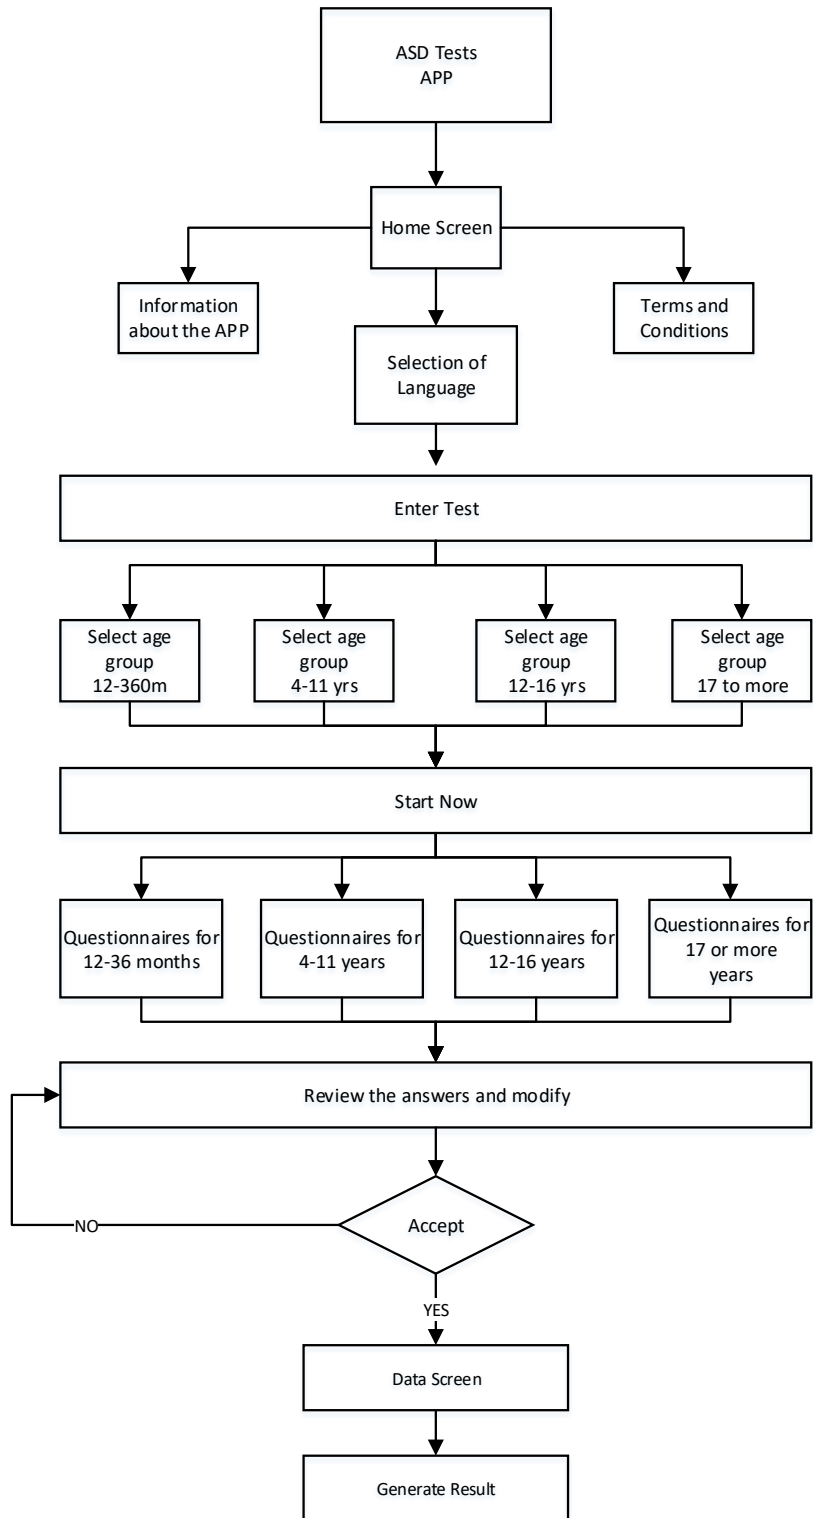 ASD Tests
APP
Home Screen
Information
about the APP
Terms and
Conditions
Selection of
Language
Enter Test
Select age
group
12-360m
Select age
group
4-11 yrs
Select age
group
12-16 yrs
Select age
group
17 to more
Start Now
Questionnaires for
12-36 months
Questionnaires for
4-11 years
Questionnaires for
12-16 years
Questionnaires for
17 or more
years
Review the answers and modify
Accept
NO
YES
Data Screen
Generate Result